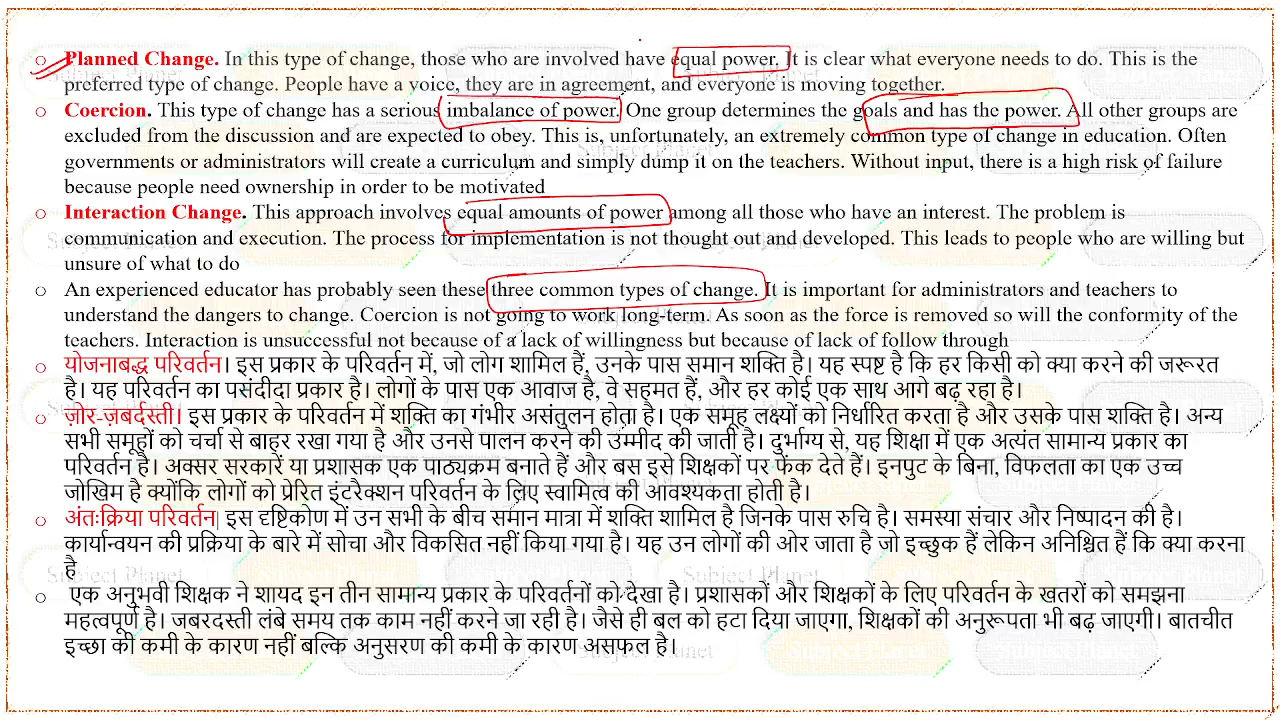 Planned Change. In this type of change, those who are involved have equal power. It is clear what everyone needs to do. This is the
preferred type of change. People have a voice, they are in agreement, and everyone is moving together.
Coercion. This type of change has a serious imbalance of power. One group determines the goals and has the power. All other groups are
excluded from the discussion and are expected to obey. This is, unfortunately, an extremely common type of change in education. Often
governments or administrators will create a curriculum and simply dump it on the teachers. Without input, there is a high risk of failure
because people need ownership in order to be motivated
Interaction Change. This approach involves equal amounts of power among all those who have an interest. The problem is
communication and execution. The process for implementation is not thought out and developed. This leads to people who are willing but
unsure of what to do
An experienced educator has probably seen these three common types of change. It is important for administrators and teachers to
understand the dangers to change. Coercion is not going to work long-term. As soon as the force is removed so will the conformity of the
teachers. Interaction is unsuccessful not because of a lack of willingness but because of lack of follow through
योजनाबद्ध परिवर्तन। इस प्रकार के परिवर्तन में, जो लोग शामिल हैं, उनके पास समान शक्ति है। यह स्पष्ट है कि हर किसी को क्या करने की जरूरत
है। यह परिवर्तन का पसंदीदा प्रकार है। लोगों के पास एक आवाज है, वे सहमत हैं, और हर कोई एक साथ आगे बढ़ रहा है।
ज़ोर-ज़बर्दस्ती। इस प्रकार के परिवर्तन में शक्ति का गंभीर असंतुलन होता है। एक समूह लक्ष्यों को निर्धारित करता है और उसके पास शक्ति है। अन्य
सभी समूहों को चर्चा से बाहर रखा गया है और उनसे पालन करने की उम्मीद की जाती है। दुर्भाग्य से, यह शिक्षा में एक अत्यंत सामान्य प्रकार का
परिवर्तन है। अक्सर सरकारें या प्रशासक एक पाठ्यक्रम बनाते हैं और बस इसे शिक्षकों पर फेंक देते हैं। इनपुट के बिना, विफलता का एक उच्च
जोखिम है क्योंकि लोगों को प्रेरित इंटरैक्शन परिवर्तन के लिए स्वामित्व की आवश्यकता होती है।
अंतःक्रिया परिवर्तन| इस दृष्टिकोण में उन सभी के बीच समान मात्रा में शक्ति शामिल है जिनके पास रुचि है। समस्या संचार और निष्पादन की है।
कार्यान्वयन की प्रक्रिया के बारे में सोचा और विकसित नहीं किया गया है। यह उन लोगों की ओर जाता है जो इच्छुक हैं लेकिन अनिश्चित हैं कि क्या करना
है
एक अनुभवी शिक्षक ने शायद इन तीन सामान्य प्रकार के परिवर्तनों को देखा है। प्रशासकों और शिक्षकों के लिए परिवर्तन के खतरों को समझना
महत्वपूर्ण है। जबरदस्ती लंबे समय तक काम नहीं करने जा रही है। जैसे ही बल को हटा दिया जाएगा, शिक्षकों की अनुरूपता भी बढ़ जाएगी। बातचीत
इच्छा की कमी के कारण नहीं बल्कि अनुसरण की कमी के कारण असफल है।